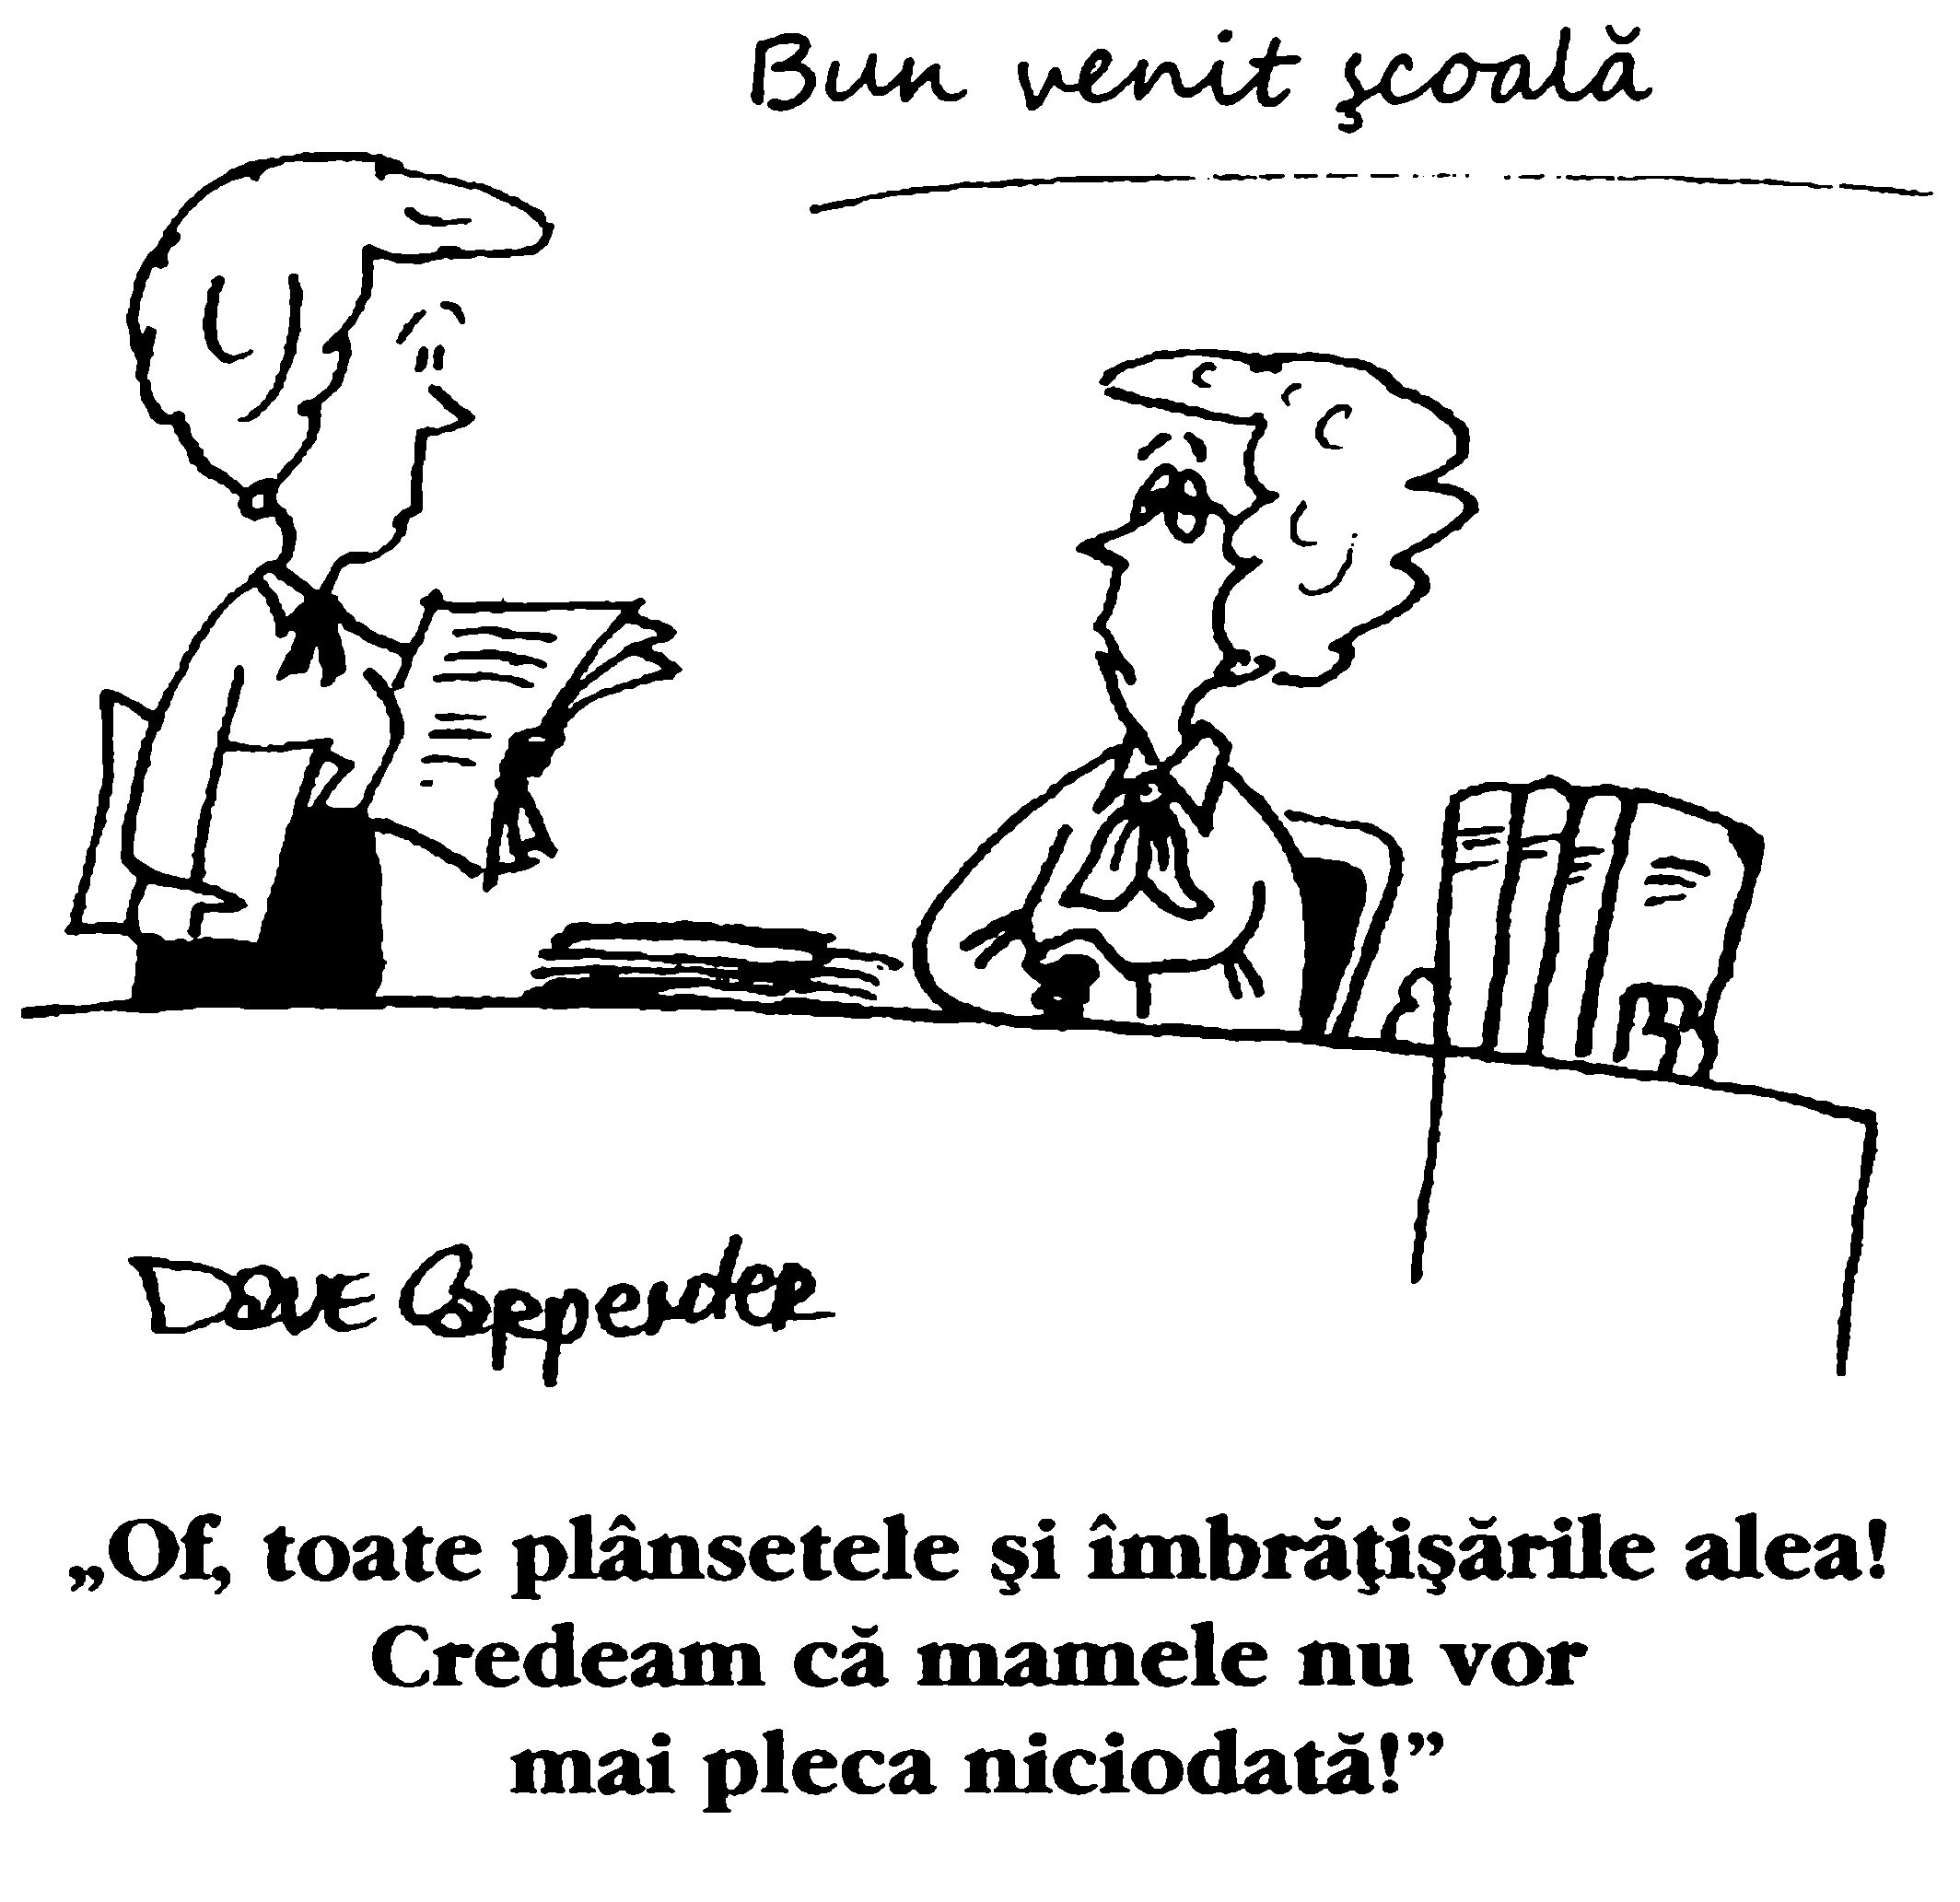 Bun venit şcoală
Dave Carpenter
„Of, toate plânsetele şi îmbrăţişările alea!
Credeam că mamele nu vor
mai pleca niciodată!”